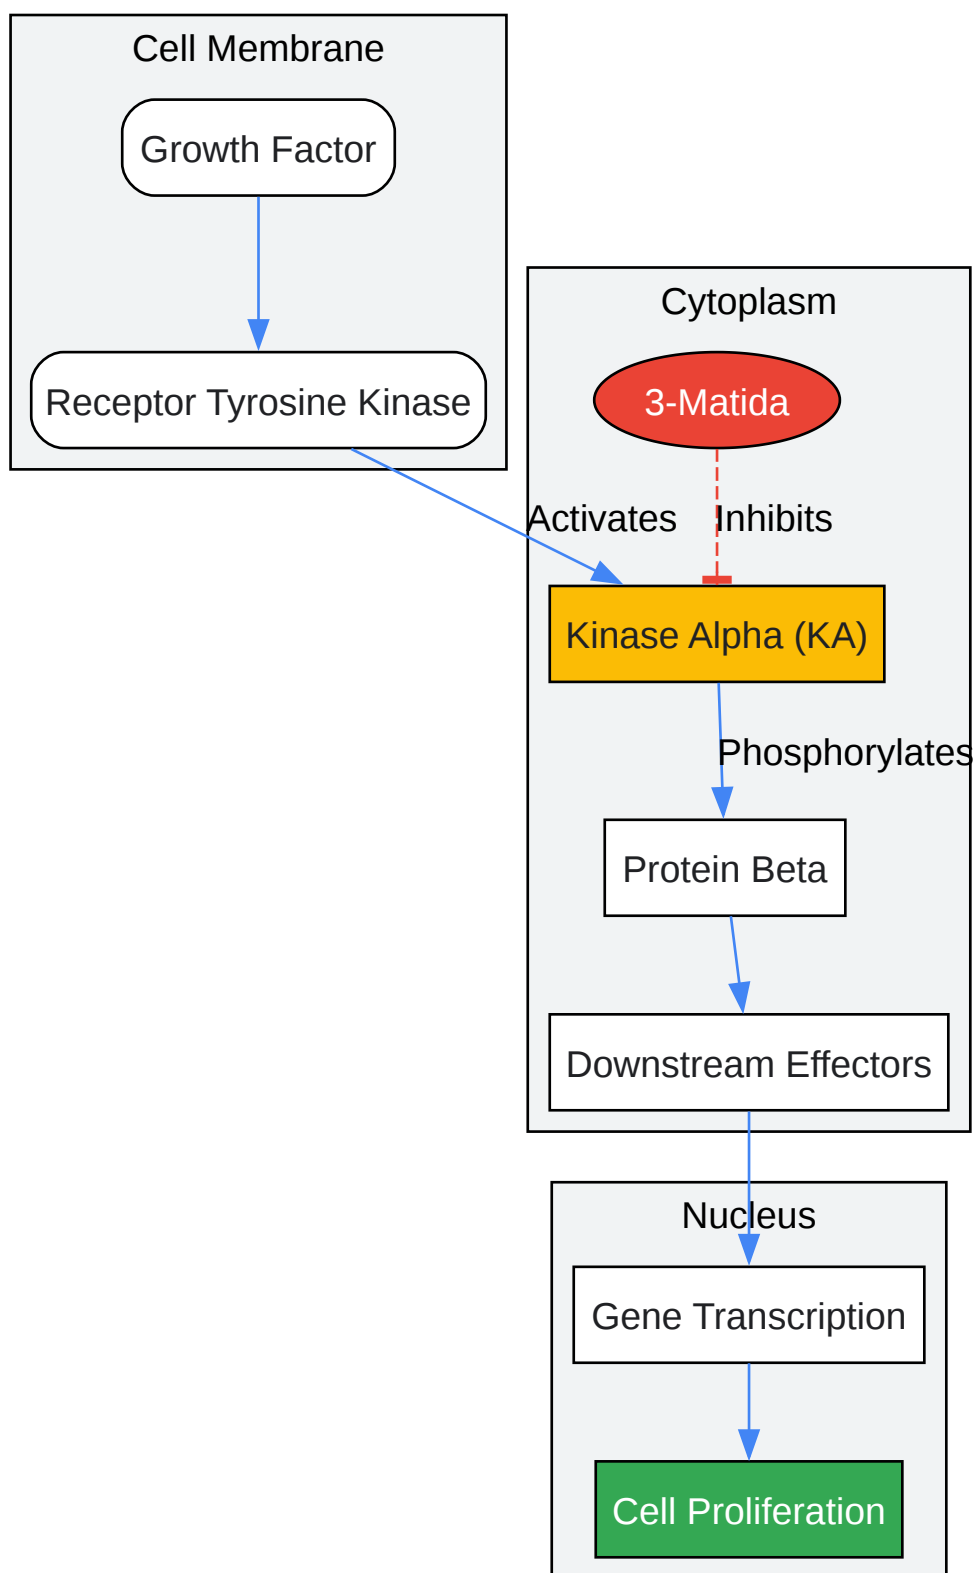 Cell Membrane
Growth Factor
Receptor Tyrosine Kinase
Cytoplasm
3-Matida
Activates
Inhibits
Kinase Alpha (KA)
Phosphorylates
Protein Beta
Downstream Effectors
Nucleus
Gene Transcription
Cell Proliferation